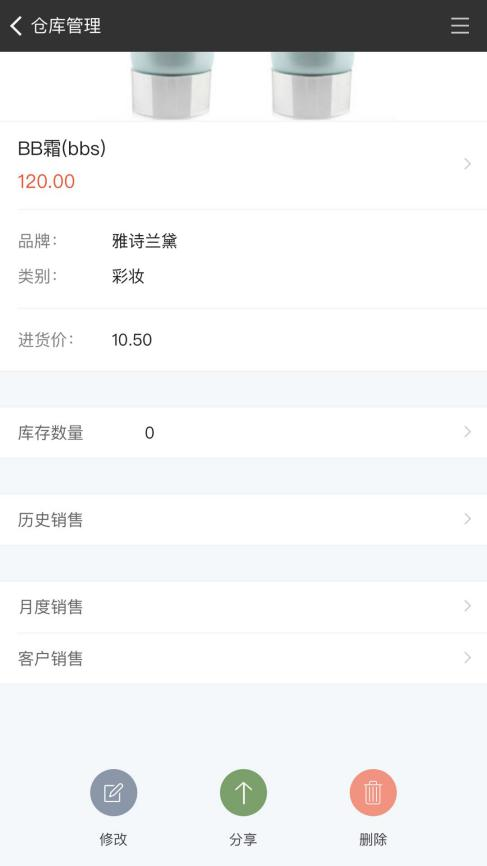 仓库管理
BB霜(bbs)
120.00
品牌： 雅诗兰黛
类别： 彩妆
进货价： 10.50
库存数量 0
历史销售
月度销售
客户销售
修改 分享 删除